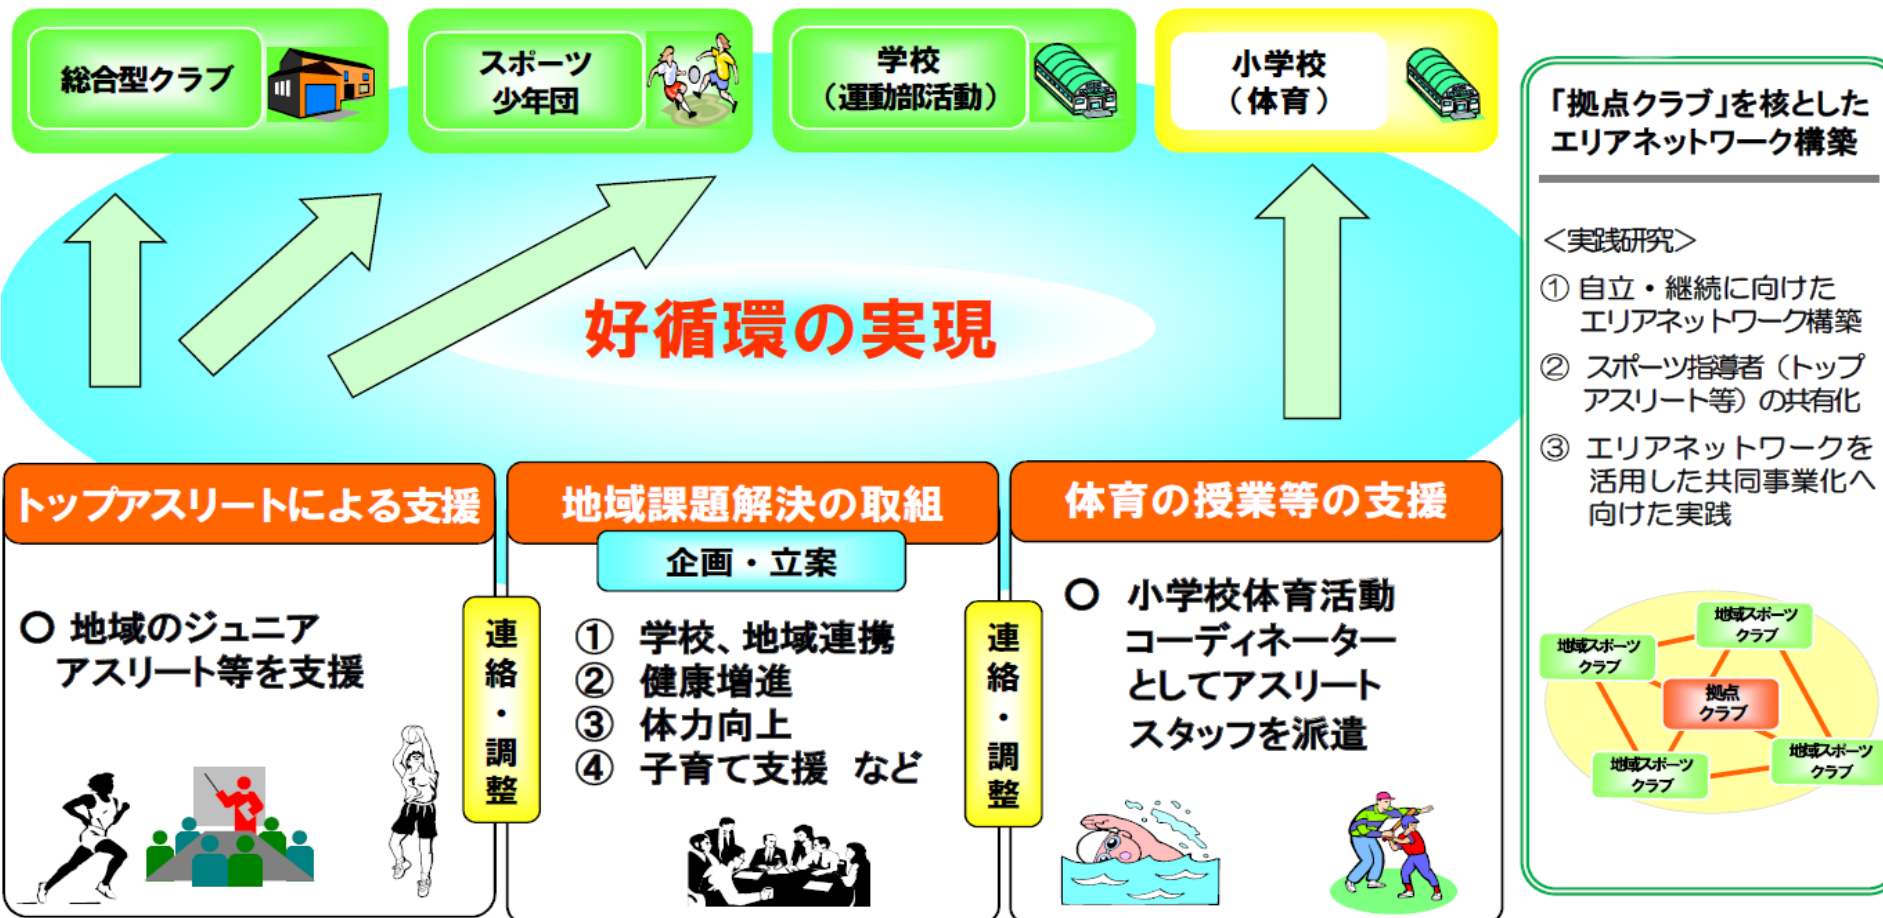 総合型クラブ
スポーツ
少年団
学校
（運動部活動）
小学校
（体育）
好循環の実現
トップアスリートによる支援
〇 地域のジュニア
アスリート等を支援
連絡・調整
地域課題解決の取組
企画・立案
① 学校、地域連携
② 健康増進
③ 体力向上
④ 子育て支援 など
連絡・調整
体育の授業等の支援
〇 小学校体育活動
コーディネーター
としてアスリート
スタッフを派遣
「拠点クラブ」を核とした
エリアネットワーク構築
＜実践研究＞
① 自立・継続に向けた
エリアネットワーク構築
② スポーツ指導者（トップ
アスリート等）の共有化
③ エリアネットワークを
活用した共同事業化へ
向けた実践
地域スポーツ
クラブ
地域スポーツ
クラブ
拠点
クラブ
地域スポーツ
クラブ
地域スポーツ
クラブ